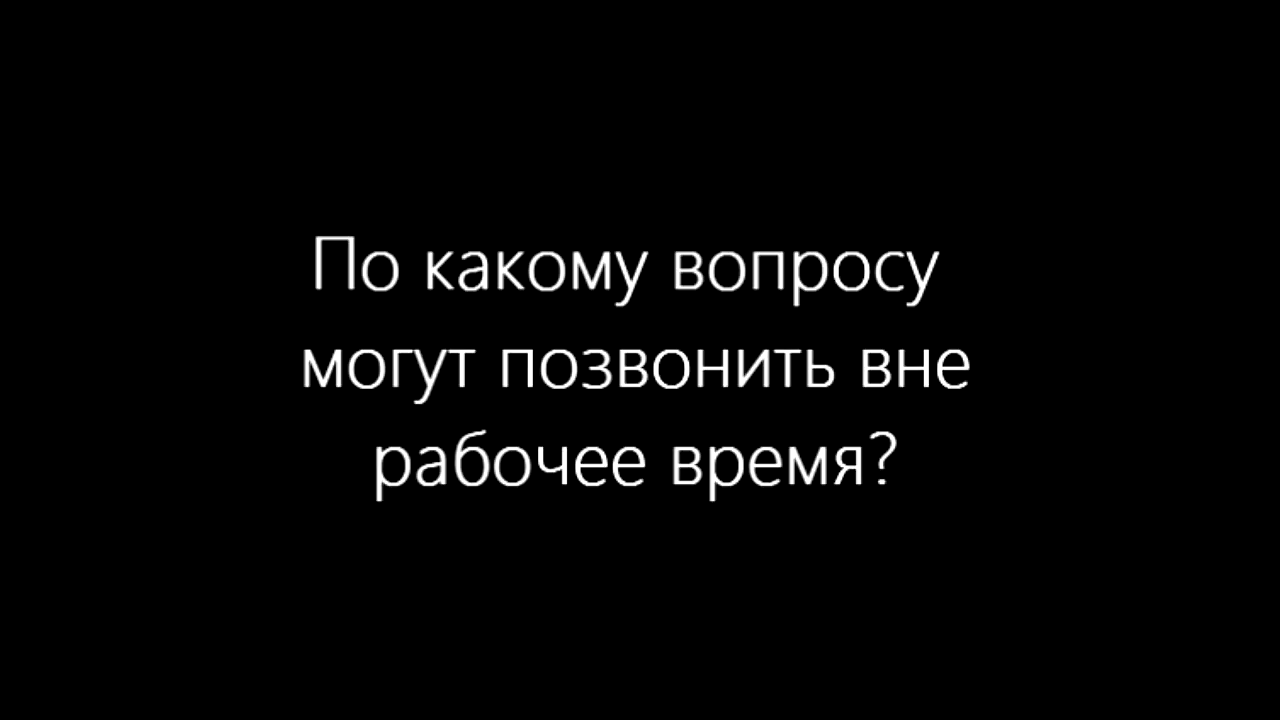 По какому вопросу
могут позвонить вне
рабочее время?